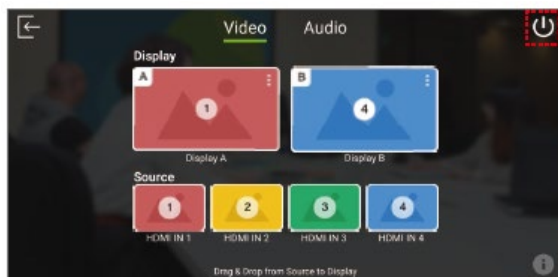 Video Audio
Display
A B
1 4
Display A Display B
Source
1 2 3 4
HDMI IN 1 HDMI IN 2 HDMI IN 3 HDMI IN 4
Drag & Drop from Source to Display